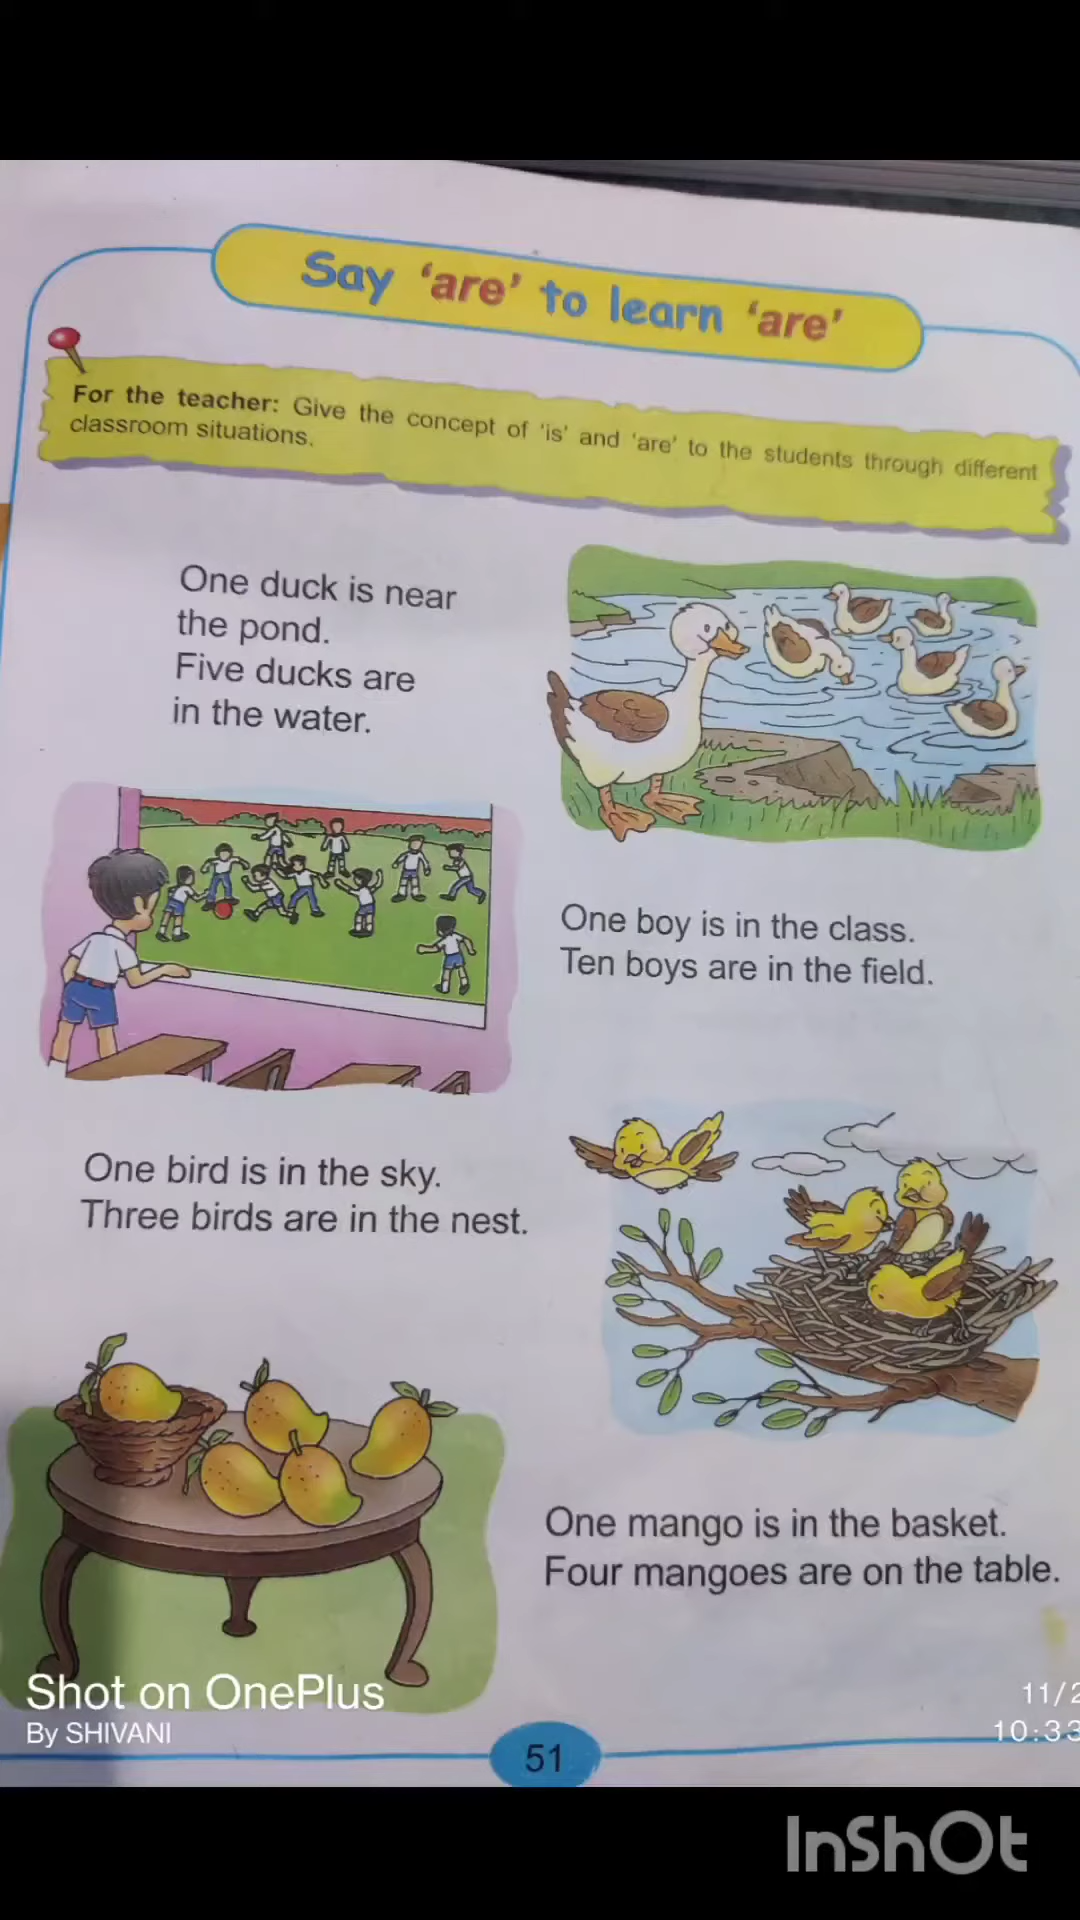 Say 'are' to learn 'are'
For the teacher: Give the concept of 'is' and 'are' to the students through different
classroom situations.
One duck is near
the pond.
Five ducks are
in the water.
One boy is in the class.
Ten boys are in the field.
One bird is in the sky.
Three birds are in the nest.
One mango is in the basket.
Four mangoes are on the table.
Shot on OnePlus
By SHIVANI
11/2
10:33
51
InShOt